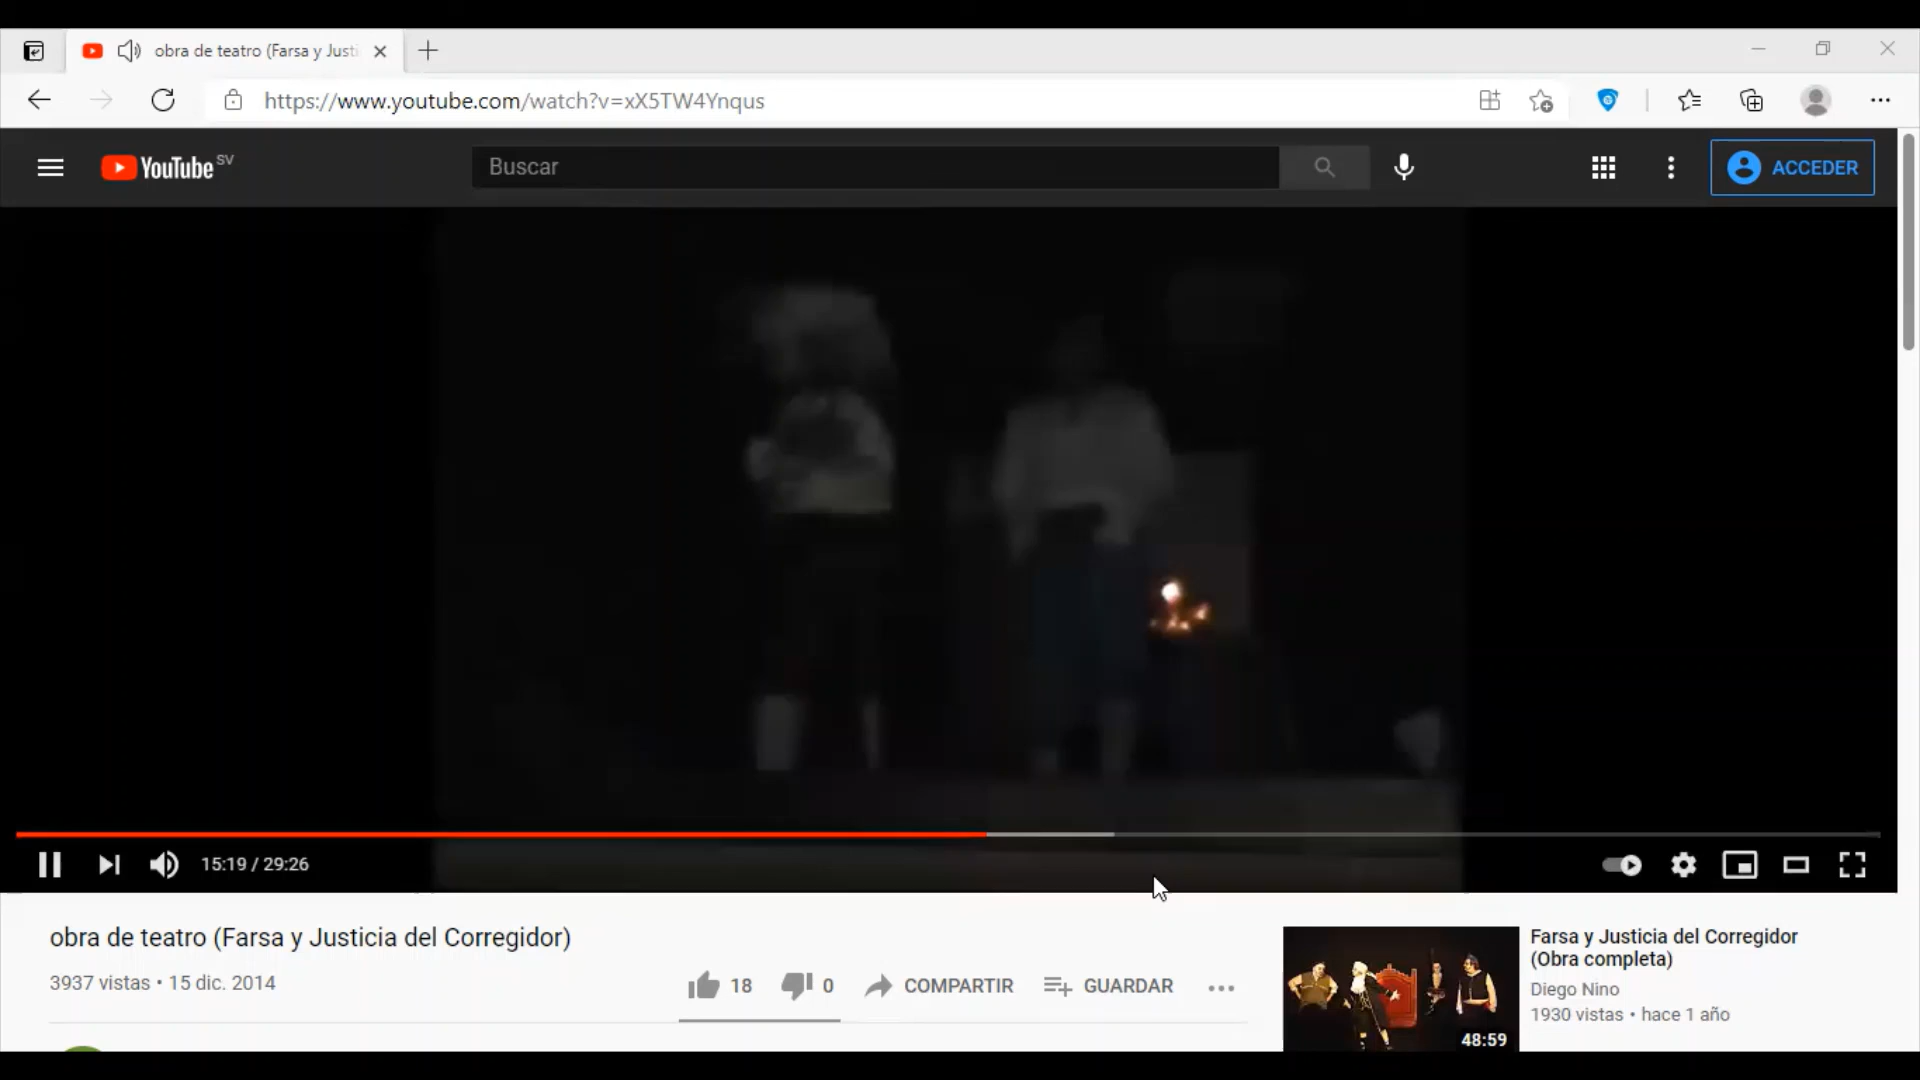 obra de teatro (Farsa y Justi
https://www.youtube.com/watch?v=xX5TW4Ynqus
YouTube SV
Buscar
ACCEDER
15:19 / 29:26
obra de teatro (Farsa y Justicia del Corregidor)
3937 vistas • 15 dic. 2014
18
0
COMPARTIR
GUARDAR
Farsa y Justicia del Corregidor
(Obra completa)
Diego Nino
1930 vistas • hace 1 año
48:59